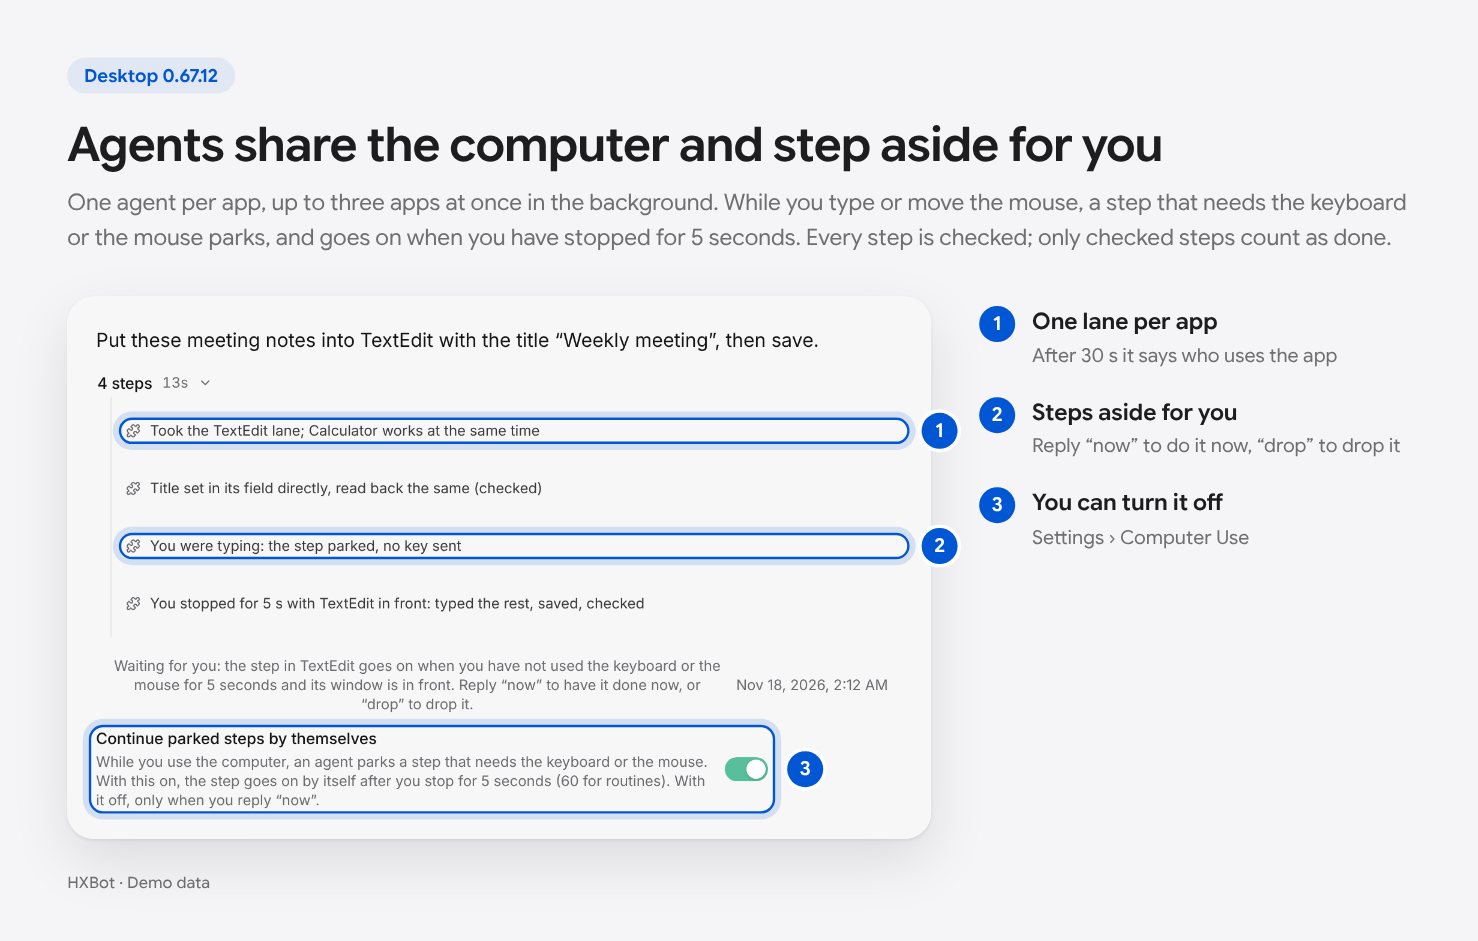 Desktop 0.67.12
Agents share the computer and step aside for you
One agent per app, up to three apps at once in the background. While you type or move the mouse, a step that needs the keyboard
or the mouse parks, and goes on when you have stopped for 5 seconds. Every step is checked; only checked steps count as done.
Put these meeting notes into TextEdit with the title “Weekly meeting”, then save.
4 steps 13s
Took the TextEdit lane; Calculator works at the same time
1
Title set in its field directly, read back the same (checked)
You were typing: the step parked, no key sent
2
You stopped for 5 s with TextEdit in front: typed the rest, saved, checked
Waiting for you: the step in TextEdit goes on when you have not used the keyboard or the
mouse for 5 seconds and its window is in front. Reply “now” to have it done now, or
“drop” to drop it.
Nov 18, 2026, 2:12 AM
Continue parked steps by themselves
While you use the computer, an agent parks a step that needs the keyboard or the mouse.
With this on, the step goes on by itself after you stop for 5 seconds (60 for routines). With
it off, only when you reply “now”.
3
1 One lane per app
After 30 s it says who uses the app
2 Steps aside for you
Reply “now” to do it now, “drop” to drop it
3 You can turn it off
Settings › Computer Use
HXBot · Demo data